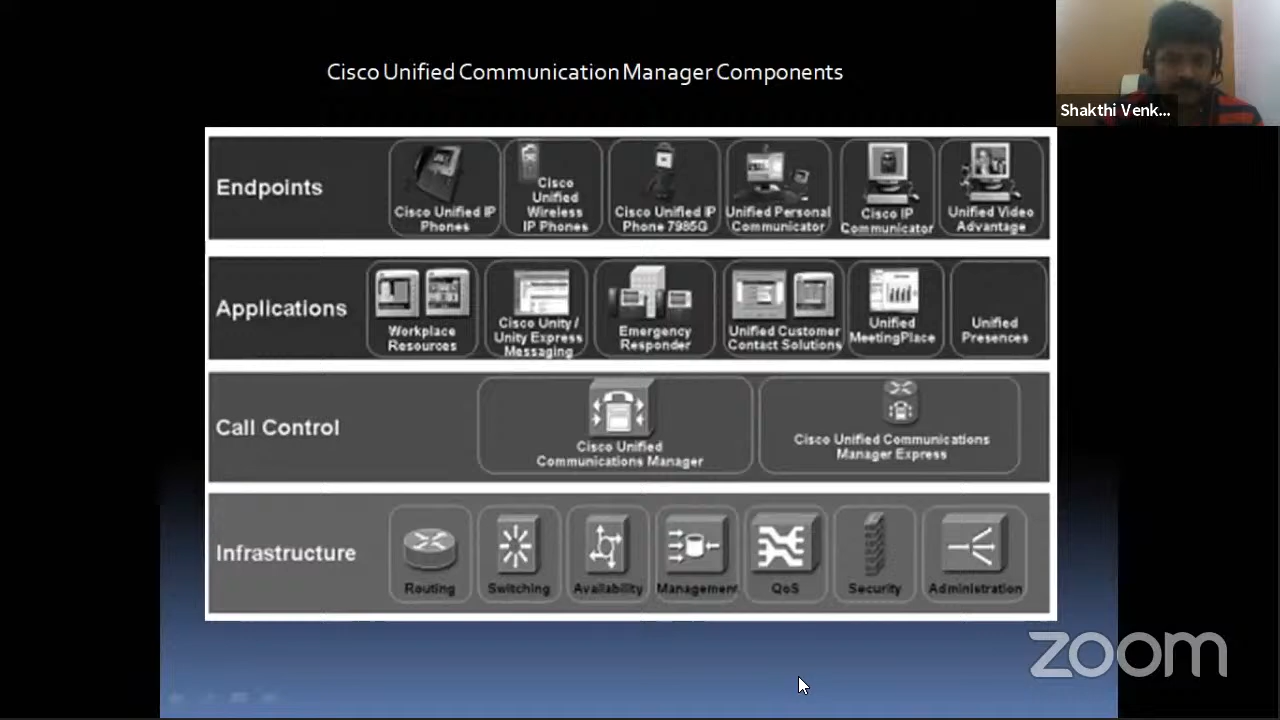 Cisco Unified Communication Manager Components
Shakthi Venk...
Endpoints
Cisco Unified IP
Phones
Cisco
Unified
Wireless
IP Phones
Cisco Unified IP
Phone 7985G
Unified Personal
Communicator
Cisco IP
Communicator
Unified Video
Advantage
Applications
Workplace
Resources
Cisco Unity /
Unity Express
Messaging
Emergency
Responder
Unified Customer
Contact Solutions
Unified
MeetingPlace
Unified
Presences
Call Control
Cisco Unified
Communications Manager
Cisco Unified Communications
Manager Express
Infrastructure
Routing
Switching
Availability
Management
QoS
Security
Administration
zoom